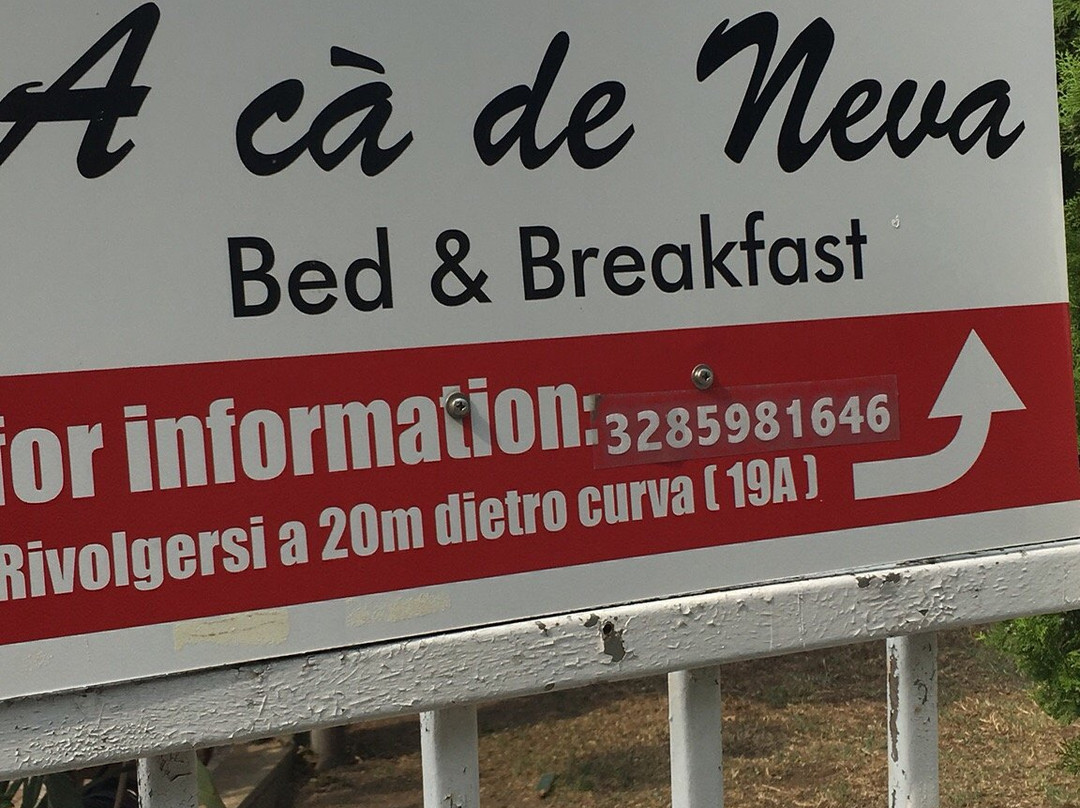 A cà de Neva
Bed & Breakfast
for information: 3285981646
Rivolgersi a 20m dietro curva ( 19A )